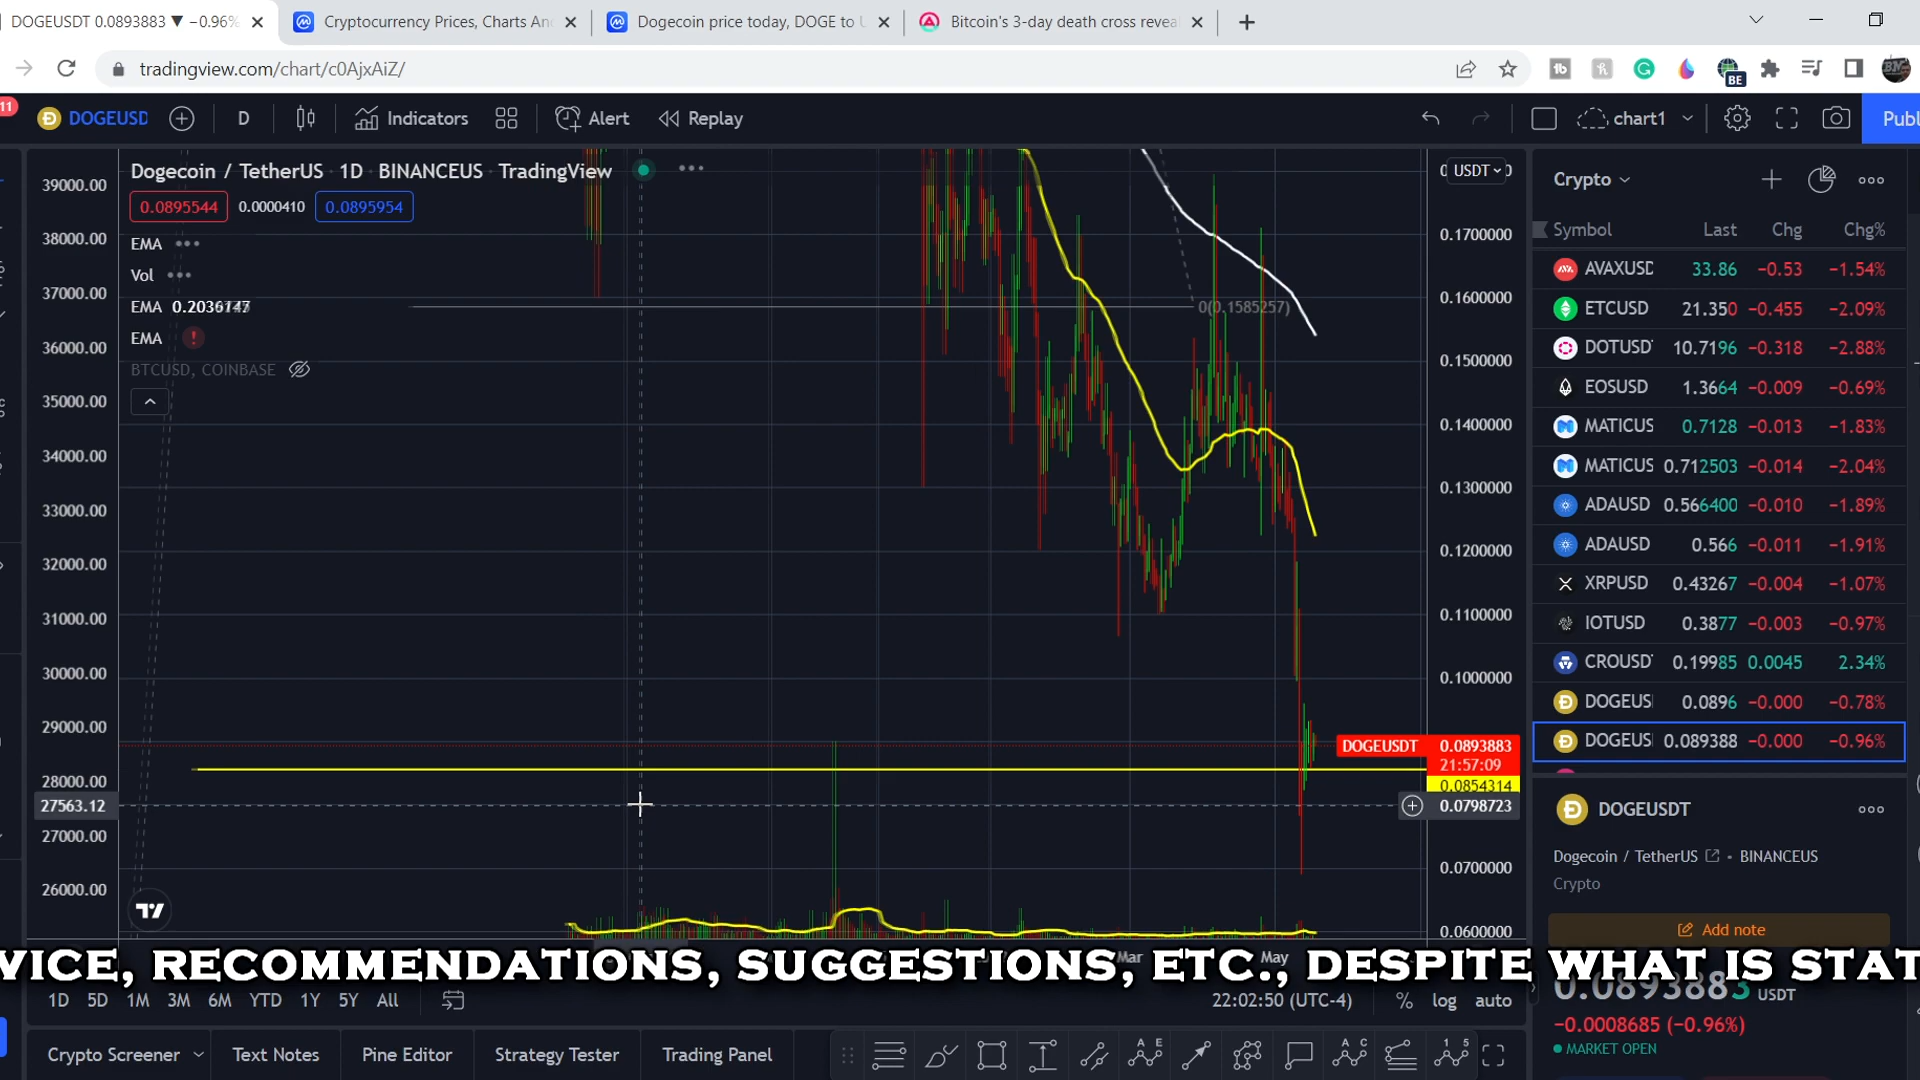 DOGEUSDT 0.0893883 ▼ −0.96%
Cryptocurrency Prices, Charts An
Dogecoin price today, DOGE to U
Bitcoin's 3-day death cross reveal
tradingview.com/chart/c0AjxAiZ/
BE
11
DOGEUSD
D
Indicators
Alert
Replay
chart1
Publ
Dogecoin / TetherUS · 1D · BINANCEUS · TradingView
0.0895544 0.0000410 0.0895954
EMA
Vol
EMA
EMA
BTCUSD, COINBASE
39000.00
38000.00
37000.00
36000.00
35000.00
34000.00
33000.00
32000.00
31000.00
30000.00
29000.00
28000.00
27563.12
27000.00
26000.00
0(0.1585257)
USDT
0.1700000
0.1600000
0.1500000
0.1400000
0.1300000
0.1200000
0.1100000
0.1000000
DOGEUSDT 0.0893883
21:57:09
0.0854314
0.0798723
0.0700000
0.0600000
Mar
May
Crypto
Symbol Last Chg Chg%
AVAXUSD 33.86 −0.53 −1.54%
ETCUSD 21.350 −0.455 −2.09%
DOTUSD 10.7196 −0.318 −2.88%
EOSUSD 1.3664 −0.009 −0.69%
MATICUS 0.7128 −0.013 −1.83%
MATICUS 0.712503 −0.014 −2.04%
ADAUSD 0.566400 −0.010 −1.89%
ADAUSD 0.566 −0.011 −1.91%
XRPUSD 0.43267 −0.004 −1.07%
IOTUSD 0.3877 −0.003 −0.97%
CROUSD 0.19985 0.0045 2.34%
DOGEUS 0.0896 −0.000 −0.78%
DOGEUS 0.089388 −0.000 −0.96%
DOGEUSDT
Dogecoin / TetherUS • BINANCEUS
Crypto
Add note
VICE, RECOMMENDATIONS, SUGGESTIONS, ETC., DESPITE WHAT IS STAT
0.0893883 USDT
−0.0008685 (−0.96%)
MARKET OPEN
1D 5D 1M 3M 6M YTD 1Y 5Y All
22:02:50 (UTC-4)
% log auto
Crypto Screener
Text Notes
Pine Editor
Strategy Tester
Trading Panel